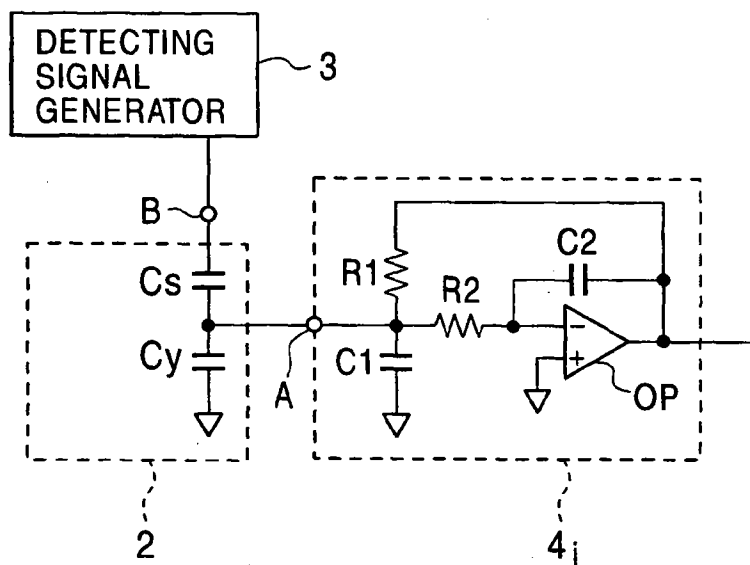 DETECTING
SIGNAL
GENERATOR
3
B
Cs
Cy
A
R1
R2
C1
C2
−
+
OP
2
4i